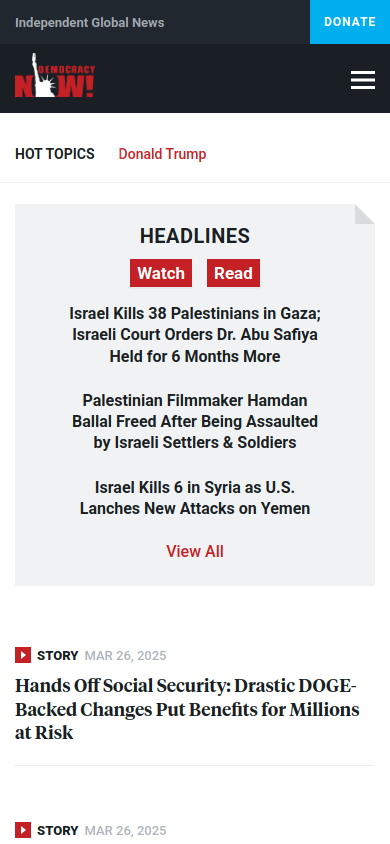 Independent Global News
DONATE
DEMOCRACY
NOW!
HOT TOPICS
Donald Trump
HEADLINES
Watch
Read
Israel Kills 38 Palestinians in Gaza;
Israeli Court Orders Dr. Abu Safiya
Held for 6 Months More
Palestinian Filmmaker Hamdan
Ballal Freed After Being Assaulted
by Israeli Settlers & Soldiers
Israel Kills 6 in Syria as U.S.
Lanches New Attacks on Yemen
View All
STORY MAR 26, 2025
Hands Off Social Security: Drastic DOGE-
Backed Changes Put Benefits for Millions
at Risk
STORY MAR 26, 2025